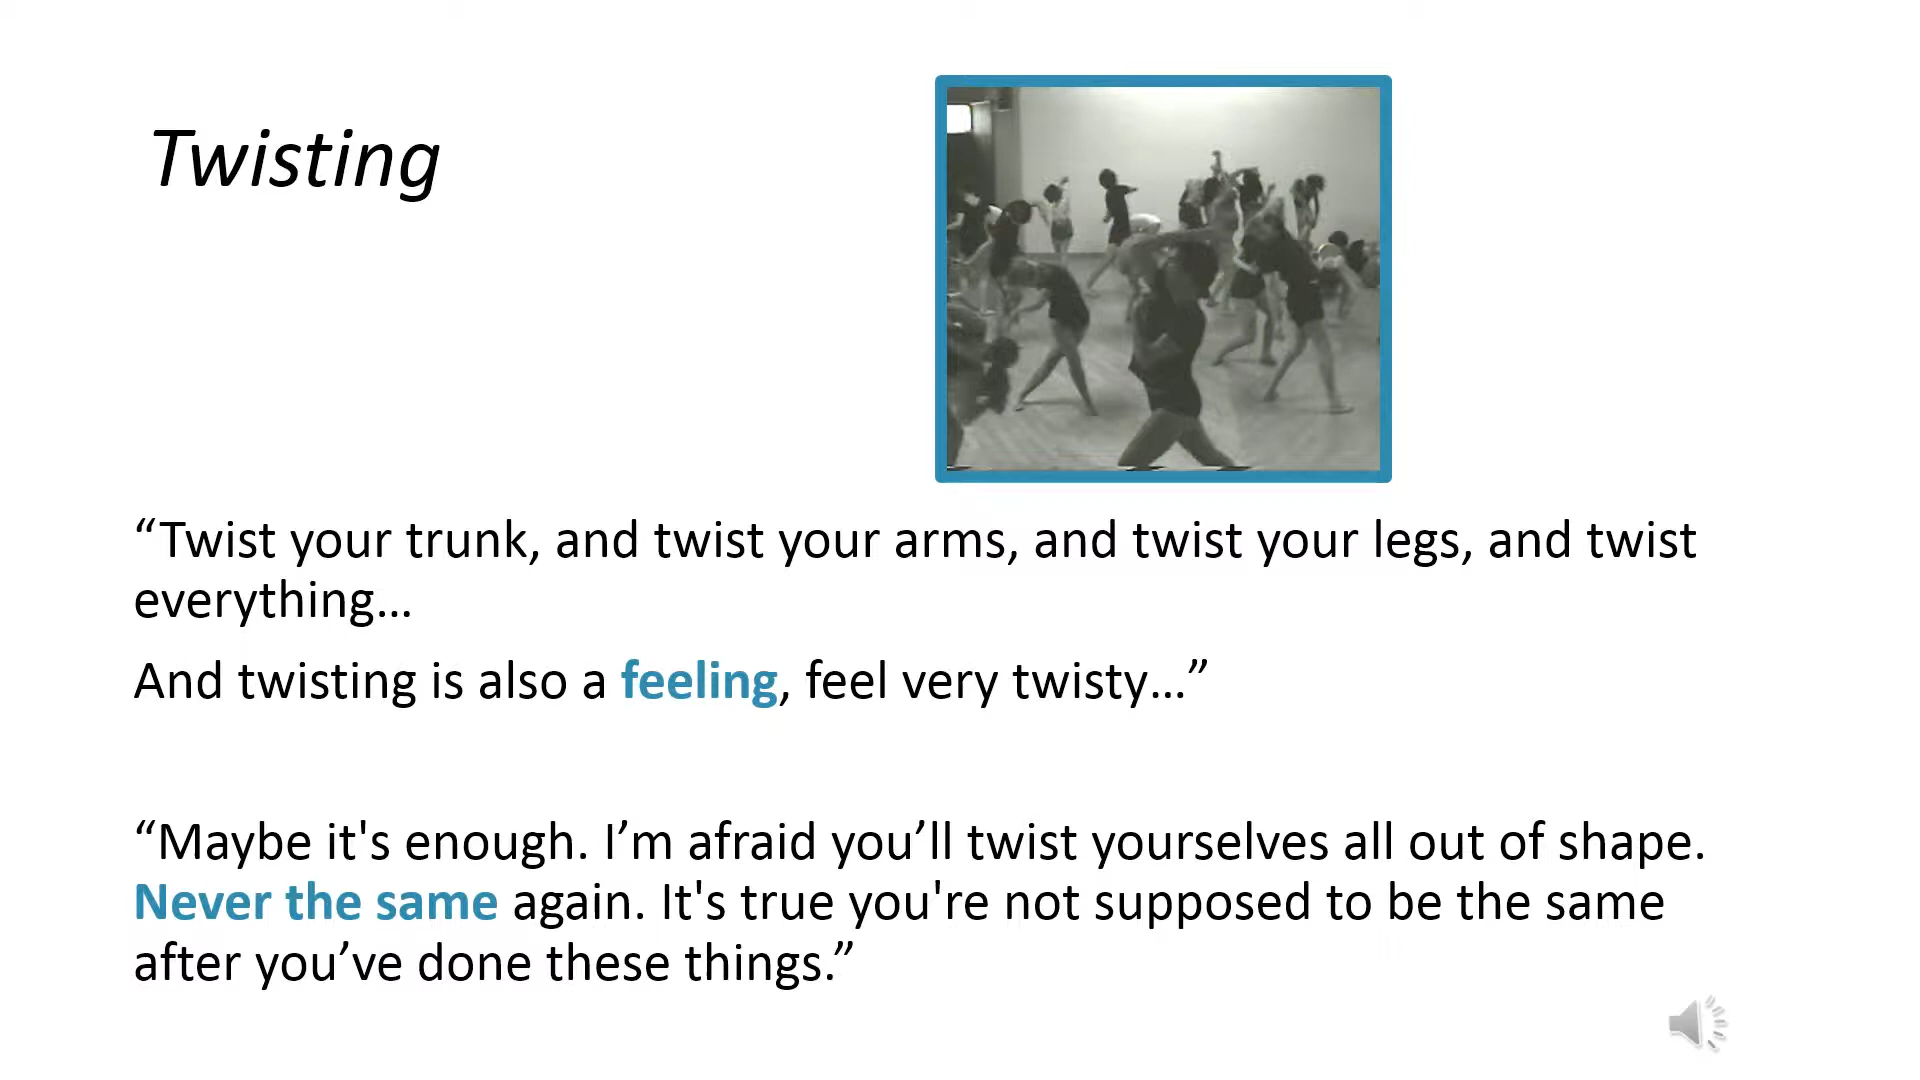 Twisting
“Twist your trunk, and twist your arms, and twist your legs, and twist
everything…
And twisting is also a feeling, feel very twisty…”
“Maybe it's enough. I’m afraid you’ll twist yourselves all out of shape.
Never the same again. It's true you're not supposed to be the same
after you’ve done these things.”